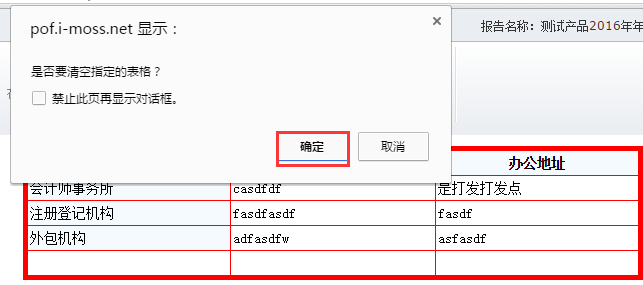 pof.i-moss.net 显示：
报告名称：测试产品2016年年
是否要清空指定的表格？
禁止此页再显示对话框。
确定
取消
办公地址
会计师事务所 casdfdf 是打发打发点
注册登记机构 fasdfasdf fasdf
外包机构 adfasdfw asfasdf